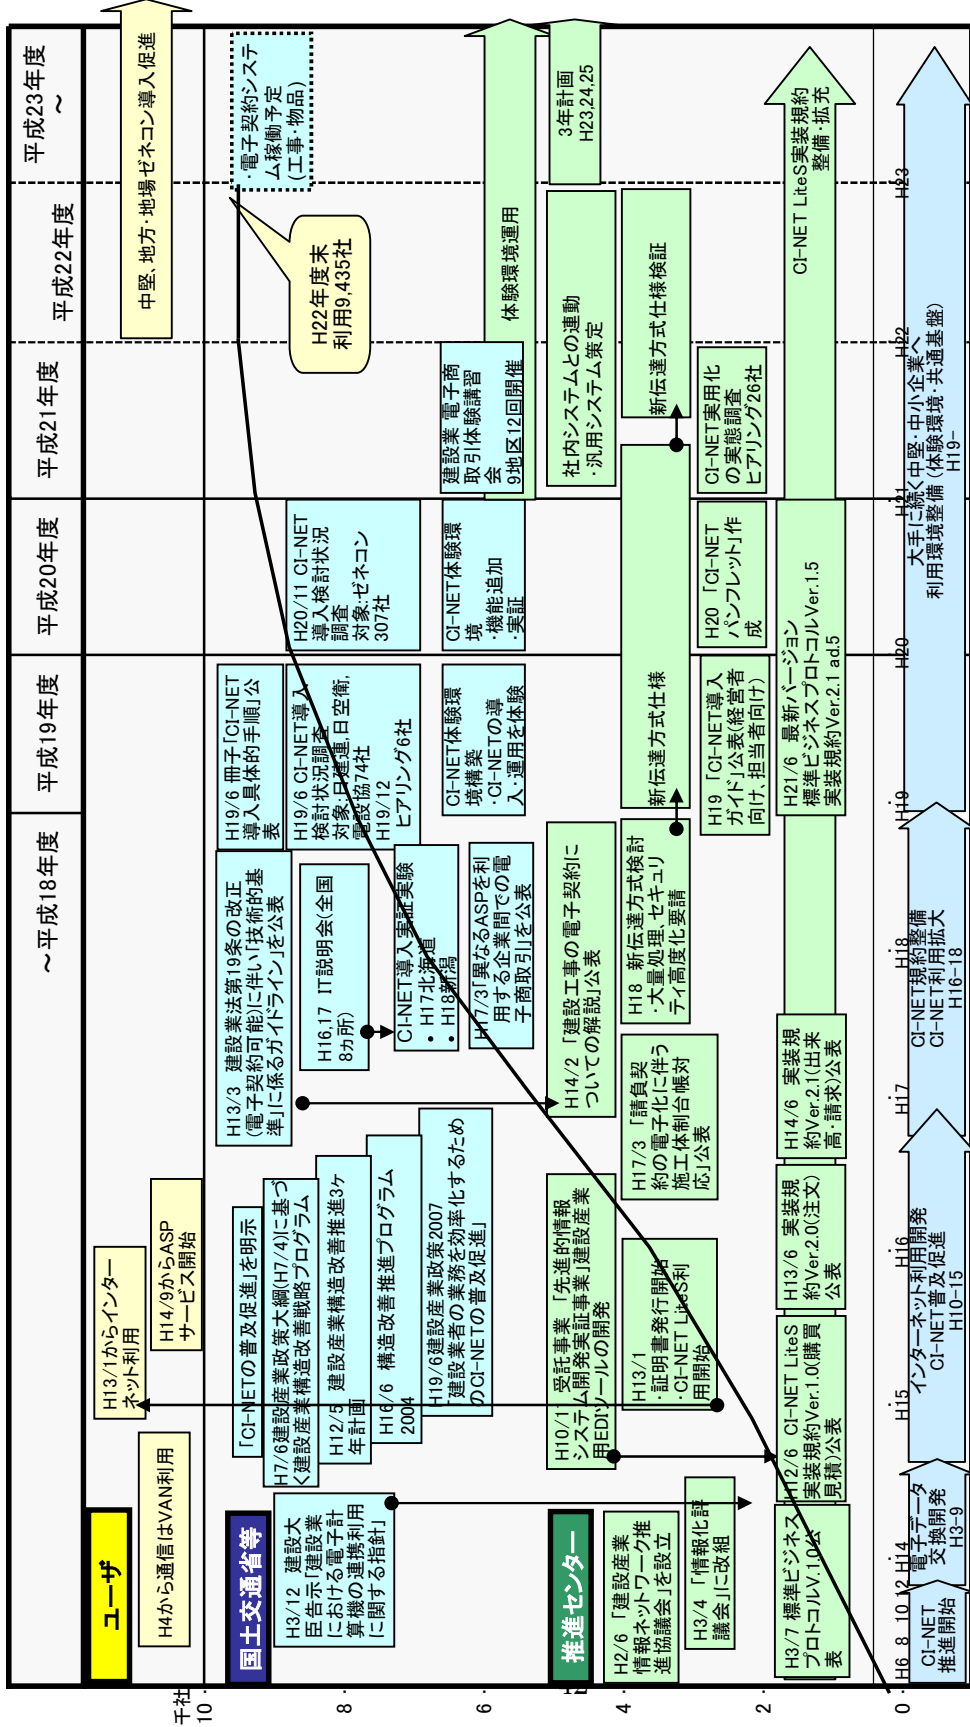 ～平成18年度
平成19年度
平成20年度
平成21年度
平成22年度
平成23年度
～
ユーザ
H4から通信はVAN利用
H13/1からインター
ネット利用
H14/9からASP
サービス開始
中堅、地方・地場ゼネコン導入促進
千社
10
8
6
4
2
0
国土交通省等
「CI-NETの普及促進」を明示
H7/6建設産業政策大綱(H7/4)に基づ
く建設産業構造改善戦略プログラム
H12/5　建設産業構造改善推進3ヶ
年計画
H16/6　構造改善推進プログラム
2004
H19/6建設産業政策2007
「建設業者の業務を効率化するため
のCI-NETの普及促進」
H3/12　建設大
臣告示「建設業
における電子計
算機の連携利用
に関する指針」
H13/3　建設業法第19条の改正
(電子契約可能)に伴い「技術的基
準」に係るガイドライン」を公表
H16,17　IT説明会(全国
8カ所)
CI-NET導入実証実験
• H17北海道
• H18新潟
H17/3「異なるASPを利
用する企業間での電
子商取引」を公表
H19/6 冊子「CI-NET
導入具体的手順」公
表
H19/6 CI-NET導入
検討状況調査
対象:日建連,日空衛,
電設協74社
H19/12
ヒアリング6社
H20/11 CI-NET
導入検討状況
調査
対象:ゼネコン
307社
CI-NET体験環
境構築
・CI-NETの導
入・運用を体験
CI-NET体験環
境
・機能追加
・実証
建設業 電子商
取引体験講習
会
9地区12回開催
体験環境運用
・電子契約システ
ム稼働予定
(工事・物品)
H22年度末
利用9,435社
推進センター
12
H2/6　「建設産業
情報ネットワーク推
進協議会」を設立
H3/4　「情報化評
議会」に改組
H3/7 標準ビジネス
プロトコルV.1.0公
表
H10/1　受託事業　「先進的情報
システム開発実証事業」建設産業
用EDIツールの開発
H13/1
・証明書発行開始
・CI-NET LiteS利
用開始
H12/6 CI-NET LiteS
実装規約Ver.1.0(購買
見積)公表
H13/6　実装規
約Ver.2.0(注文)
公表
H14/6　実装規
約Ver.2.1(出来
高・請求)公表
H14/2　「建設工事の電子契約に
ついての解説」公表
H17/3　「請負契
約の電子化に伴う
施工体制台帳対
応」公表
H18　新伝達方式検討
・大量処理、セキュリ
ティ高度化要請
新伝達方式仕様
新伝達方式仕様検証
H19　「CI-NET導入
ガイド」公表(経営者
向け、担当者向け)
H20　「CI-NET
パンフレット」作
成
CI-NET実用化
の実態調査
ヒアリング26社
社内システムとの連動
・汎用システム策定
3年計画
H23,24,25
H21/6　最新バージョン
標準ビジネスプロトコルVer.1.5
実装規約Ver.2.1 ad.5
CI-NET LiteS実装規約
整備・拡充
H6 8 10 12 H14
H15
H16
H17
H18
H19
H20
H21
H22
H23
CI-NET
推進開始
電子データ
交換開発
H3-9
インターネット利用開発
CI-NET普及促進
H10-15
CI-NET規約整備
CI-NET利用拡大
H16-18
大手に続く中堅・中小企業へ
利用環境整備 (体験環境・共通基盤)
H19-